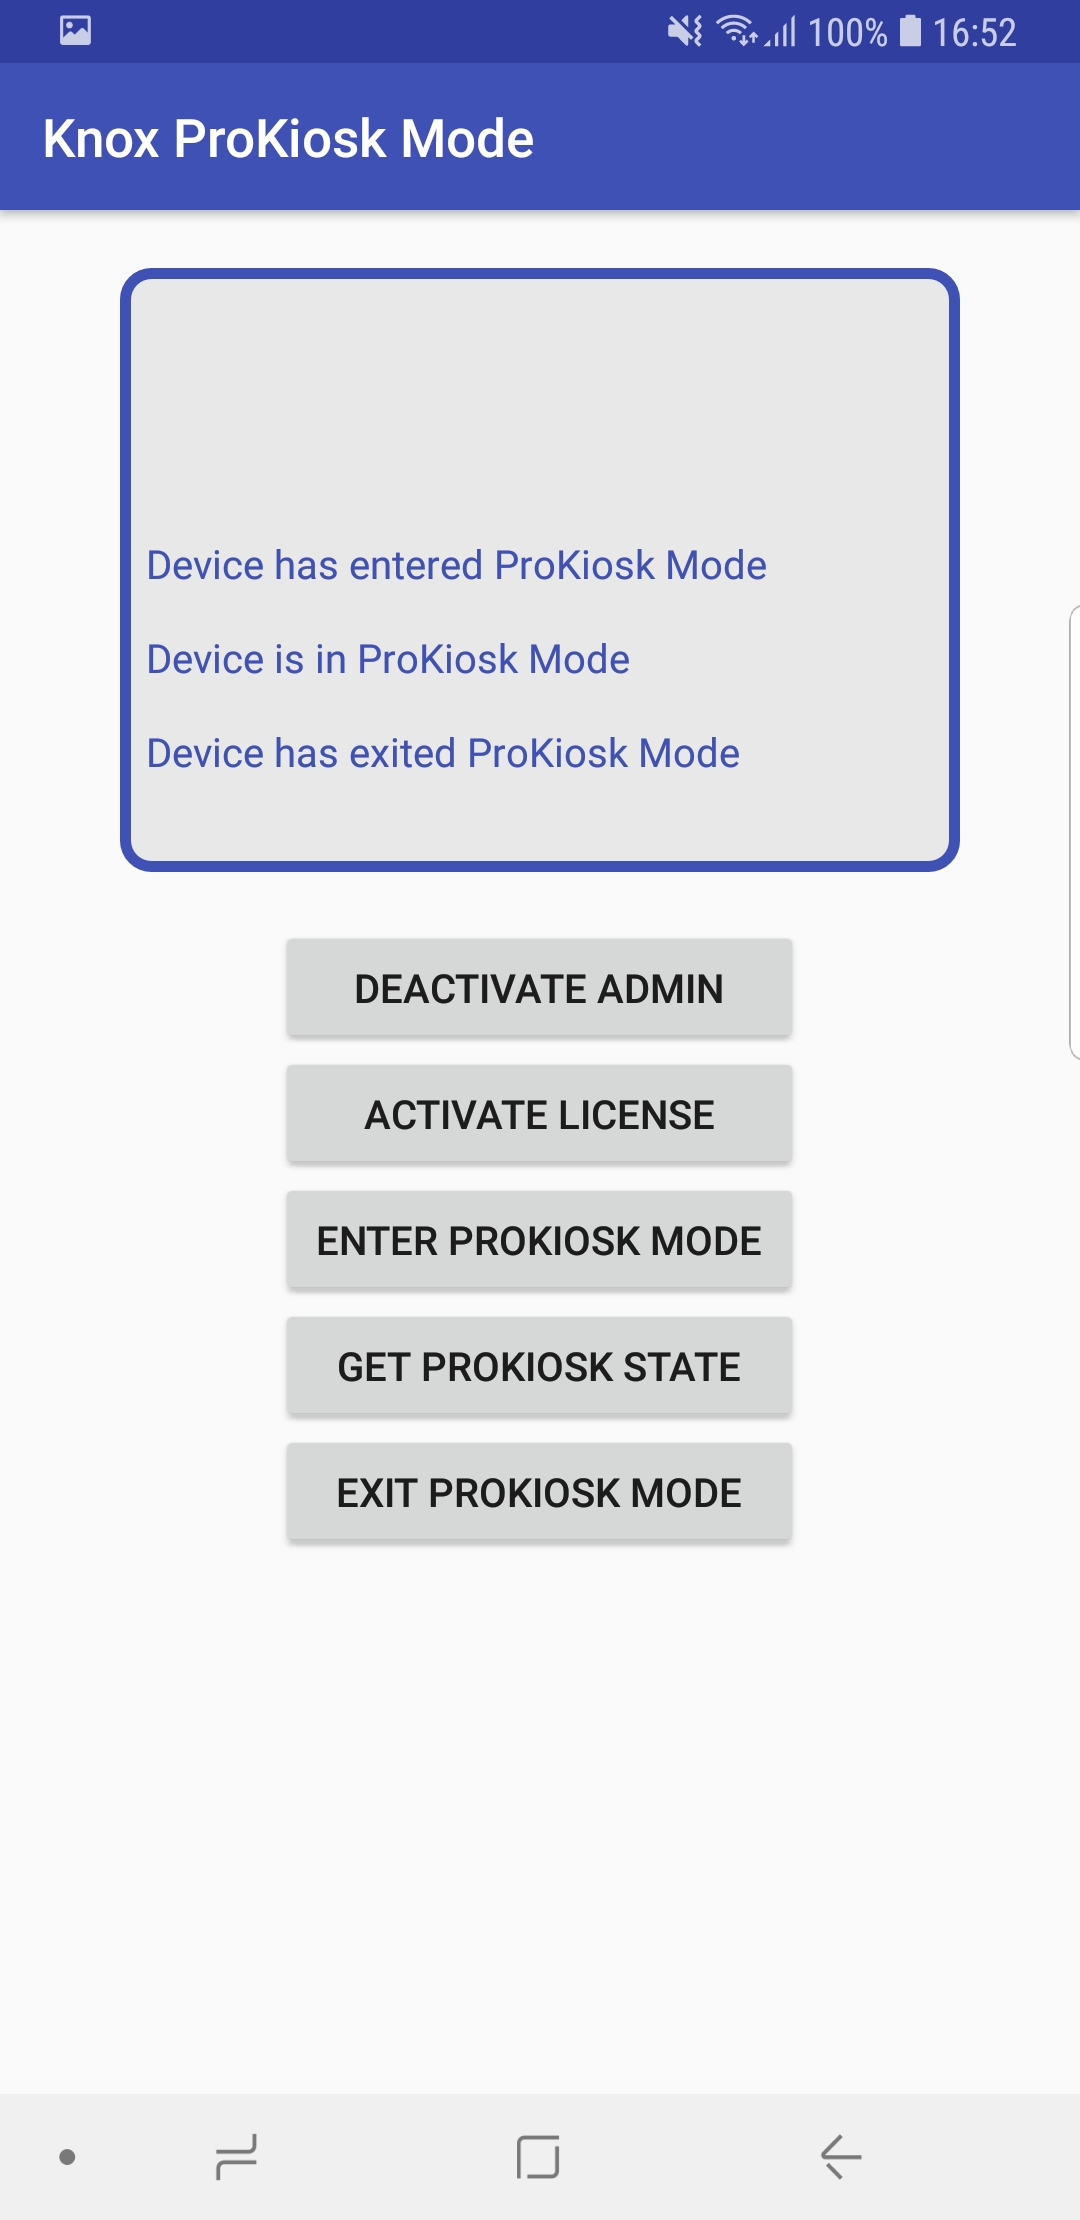 100% 16:52
Knox ProKiosk Mode
Device has entered ProKiosk Mode
Device is in ProKiosk Mode
Device has exited ProKiosk Mode
DEACTIVATE ADMIN
ACTIVATE LICENSE
ENTER PROKIOSK MODE
GET PROKIOSK STATE
EXIT PROKIOSK MODE